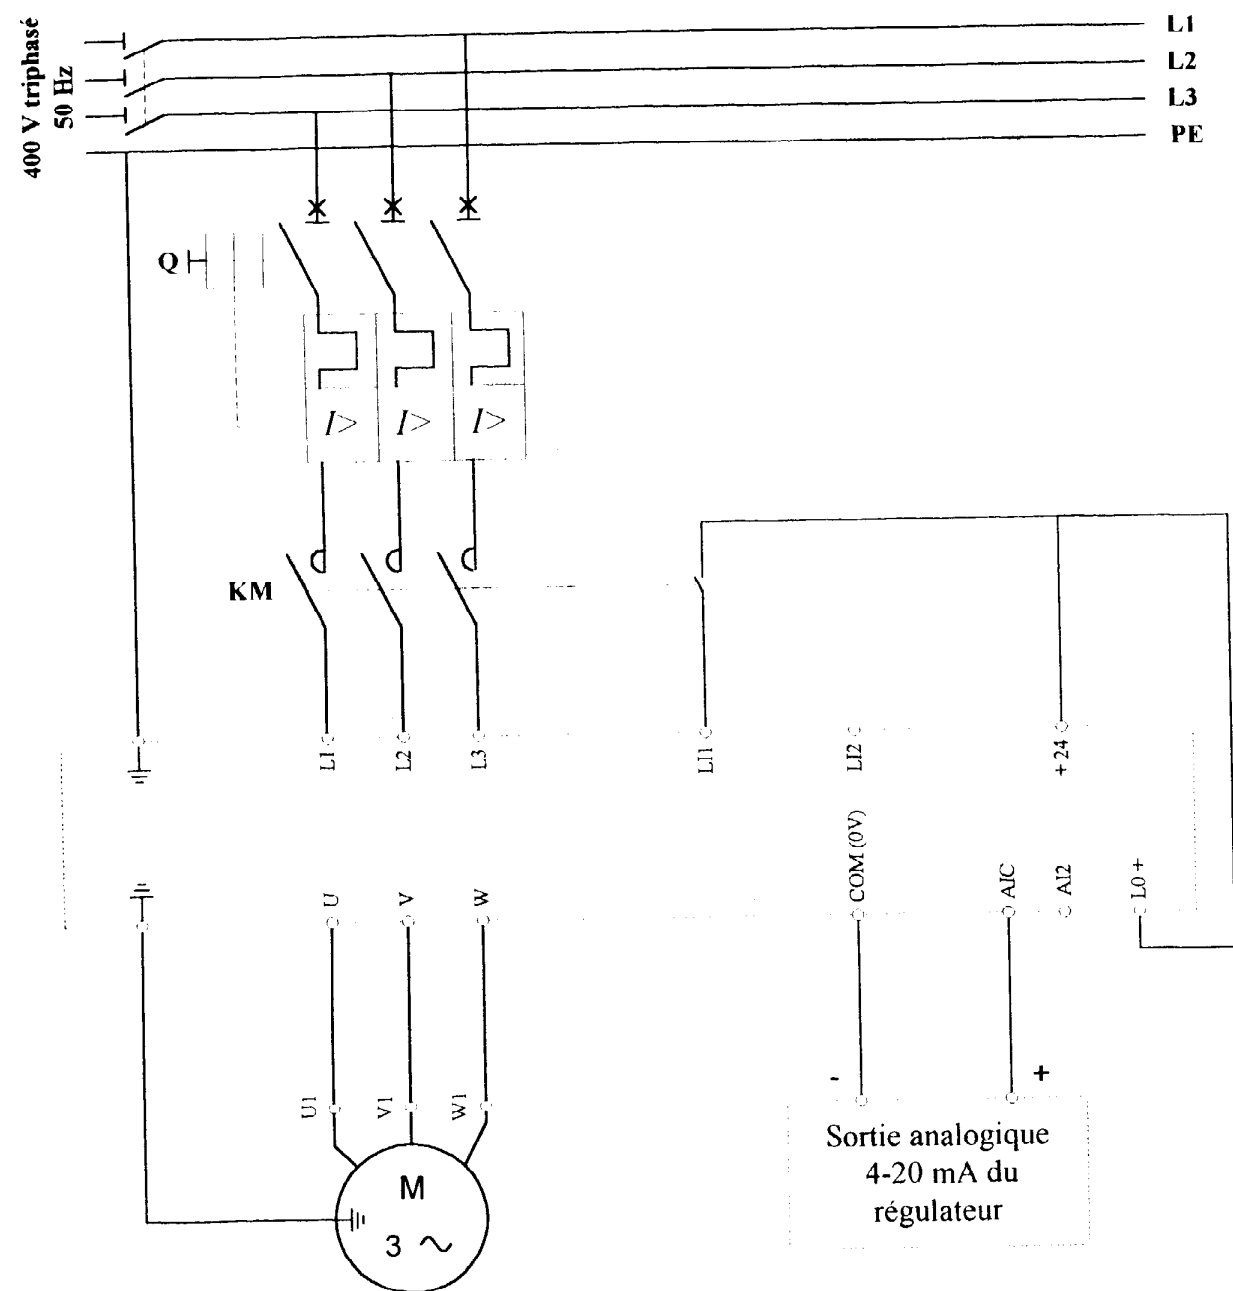 400 V triphasé
50 Hz
L1
L2
L3
PE
Q
I>
I>
I>
KM
L1
L2
L3
LI1
LI2
+ 24
U
V
W
COM (0V)
AIC
AI2
L0 +
U1
V1
W1
-
+
M
3 ~
Sortie analogique
4-20 mA du
régulateur